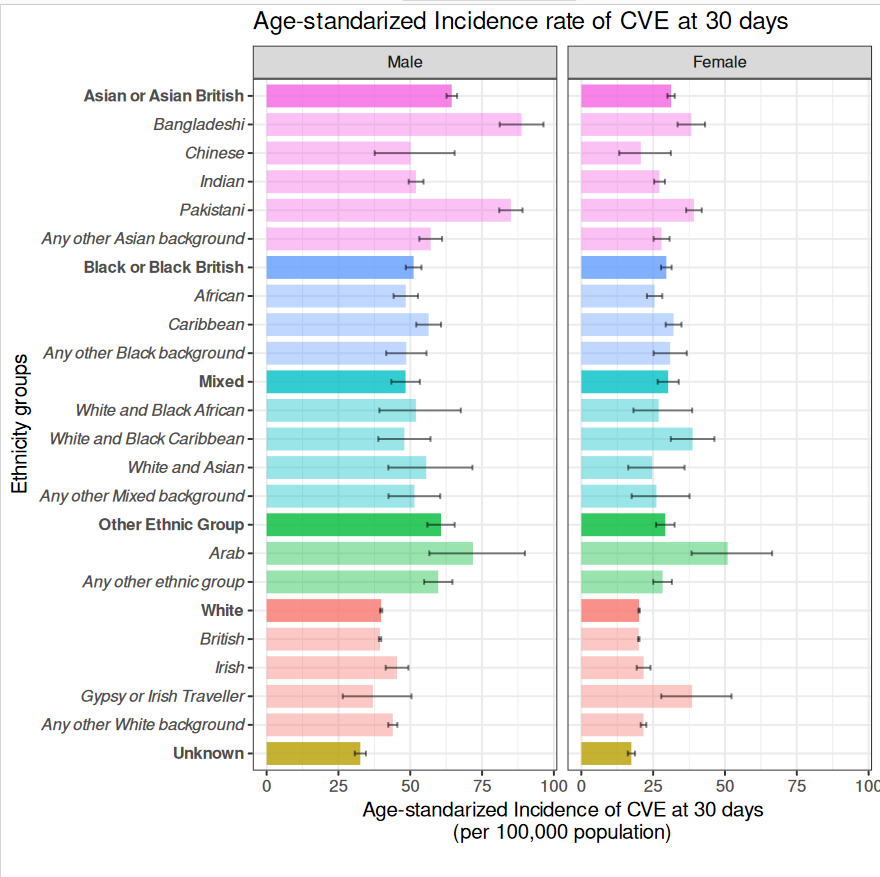 Age-standarized Incidence rate of CVE at 30 days
Male
Female
Ethnicity groups
Asian or Asian British
Bangladeshi
Chinese
Indian
Pakistani
Any other Asian background
Black or Black British
African
Caribbean
Any other Black background
Mixed
White and Black African
White and Black Caribbean
White and Asian
Any other Mixed background
Other Ethnic Group
Arab
Any other ethnic group
White
British
Irish
Gypsy or Irish Traveller
Any other White background
Unknown
0 25 50 75 100 0 25 50 75 100
Age-standarized Incidence of CVE at 30 days
(per 100,000 population)